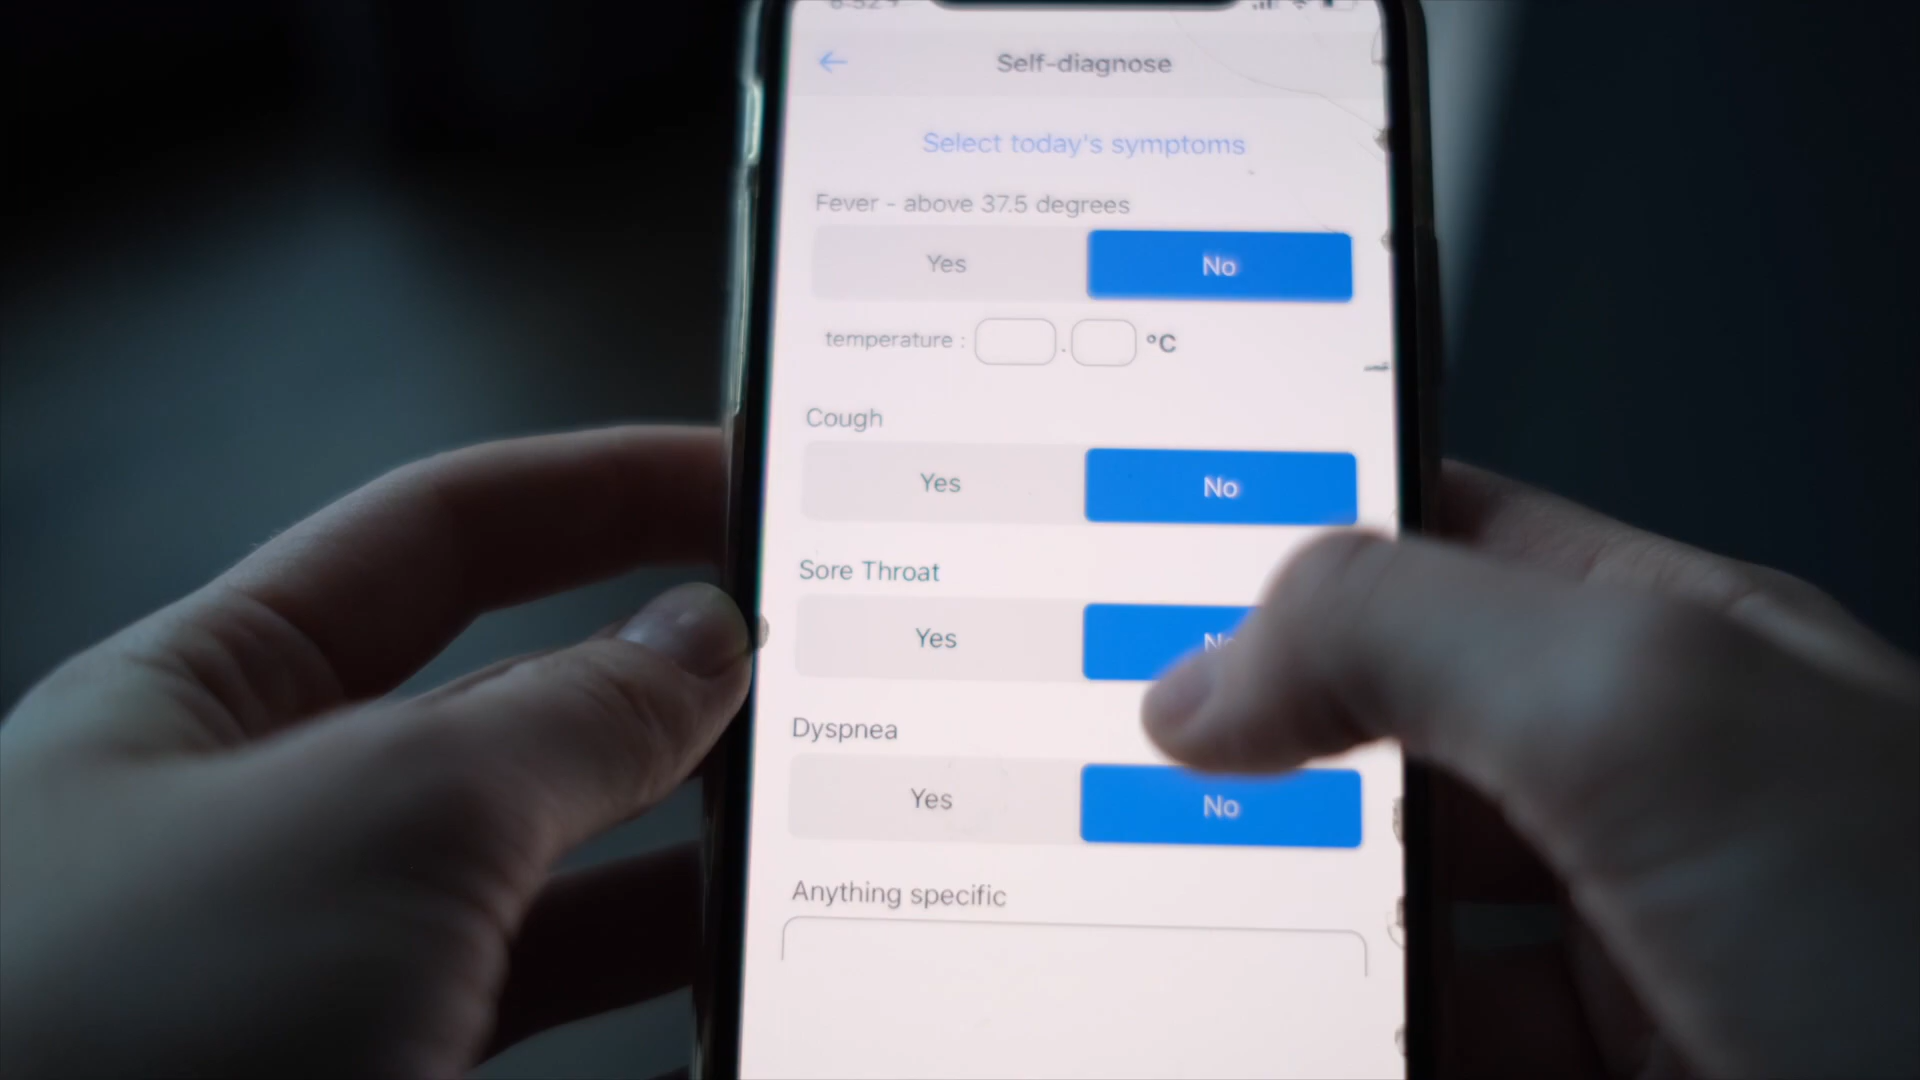 Self-diagnose
Select today's symptoms
Fever - above 37.5 degrees
Yes No
temperature : . °C
Cough
Yes No
Sore Throat
Yes No
Dyspnea
Yes No
Anything specific